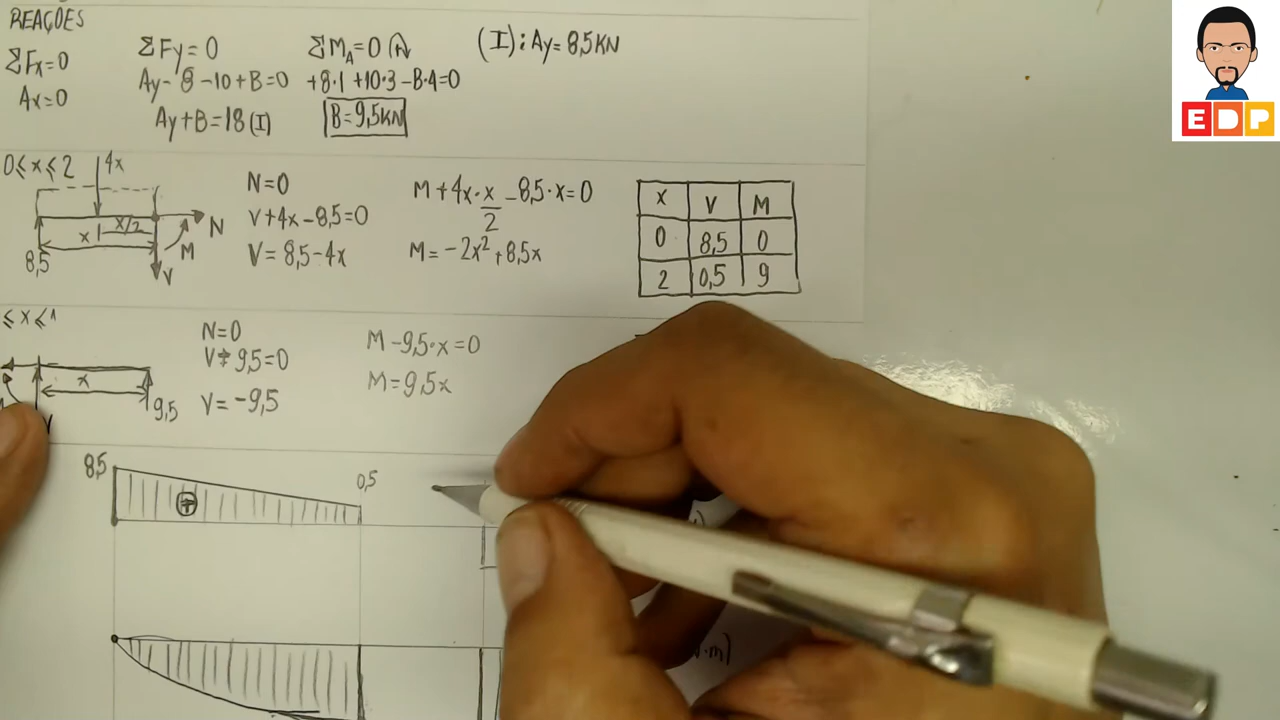 REAÇÕES
ΣFx=0
Ax=0
ΣFy=0
Ay-8-10+B=0
Ay+B=18(I)
ΣMA=0
+8·1+10·3-B·4=0
B=9,5KN
(I): Ay=8,5KN
EDP
0≤x≤2
4x
x/2
x
8,5
N
M
V
N=0
V+4x-8,5=0
V=8,5-4x
M+4x·x/2-8,5·x=0
M=-2x²+8,5x
X V M
0 8,5 0
2 0,5 9
≤x≤1
x
9,5
N=0
V+9,5=0
V=-9,5
M-9,5·x=0
M=9,5x
8,5
+
0,5
·m)